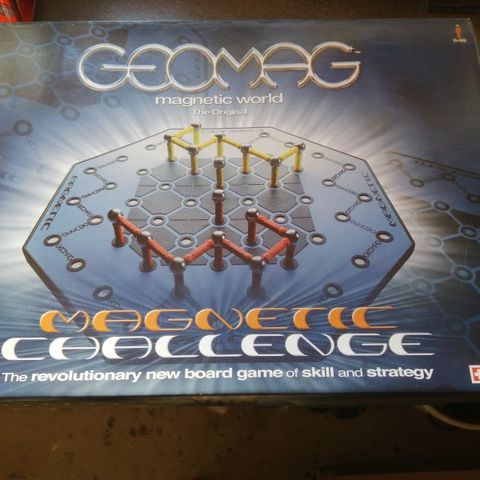 GEOMAG
magnetic world
The Original
MAGNETIC
CHALLENGE
The revolutionary new board game of skill and strategy